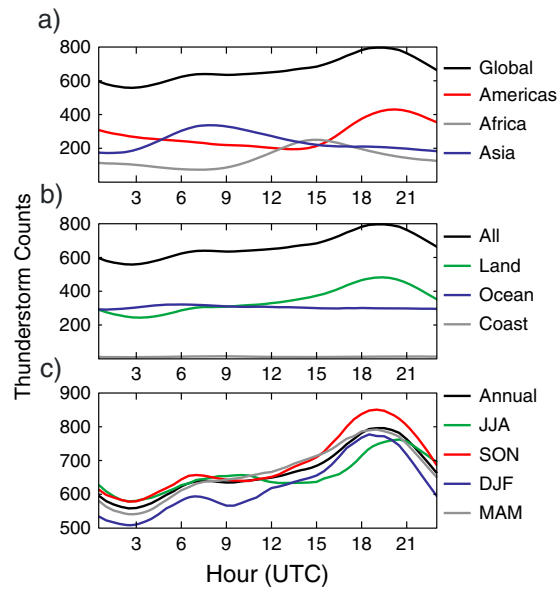 a)
800
600
400
200
3 6 9 12 15 18 21
Global
Americas
Africa
Asia
b)
800
600
400
200
3 6 9 12 15 18 21
All
Land
Ocean
Coast
Thunderstorm Counts
c)
900
800
700
600
500
3 6 9 12 15 18 21
Annual
JJA
SON
DJF
MAM
Hour (UTC)